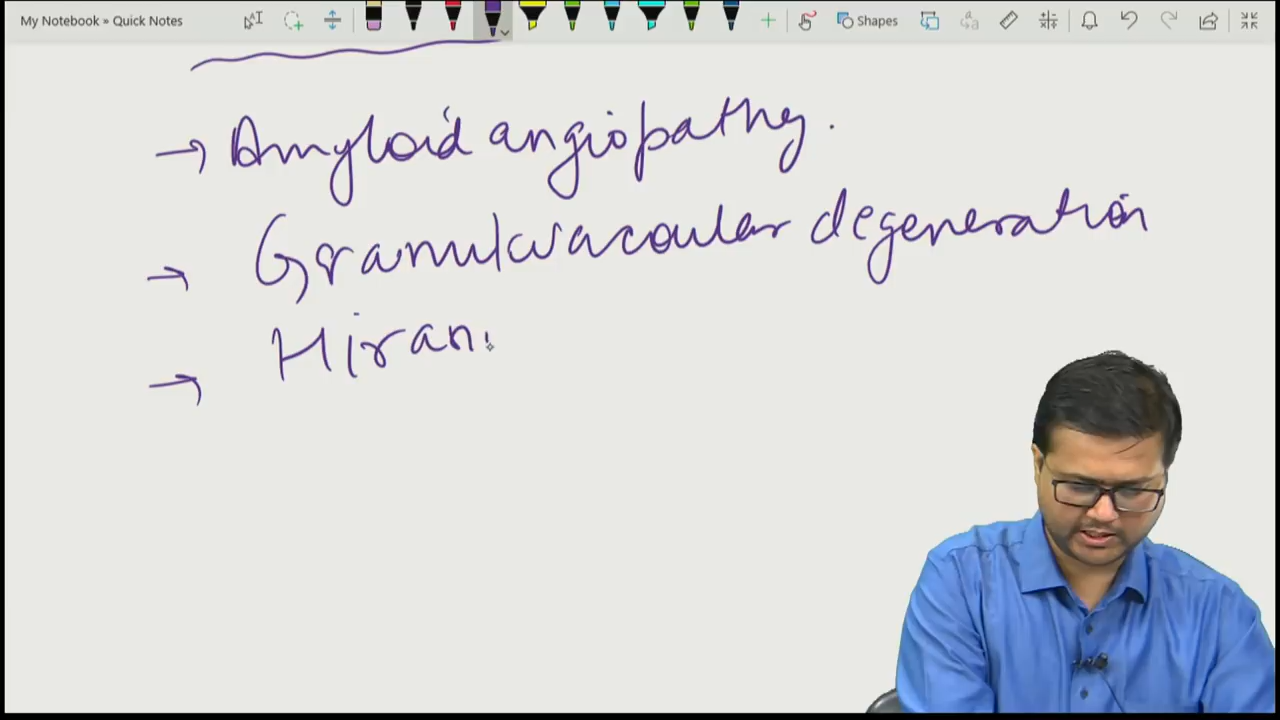 My Notebook » Quick Notes
Shapes
→ Amyloid angiopathy.
→ Granulovacoular degeneration
→ Hiran